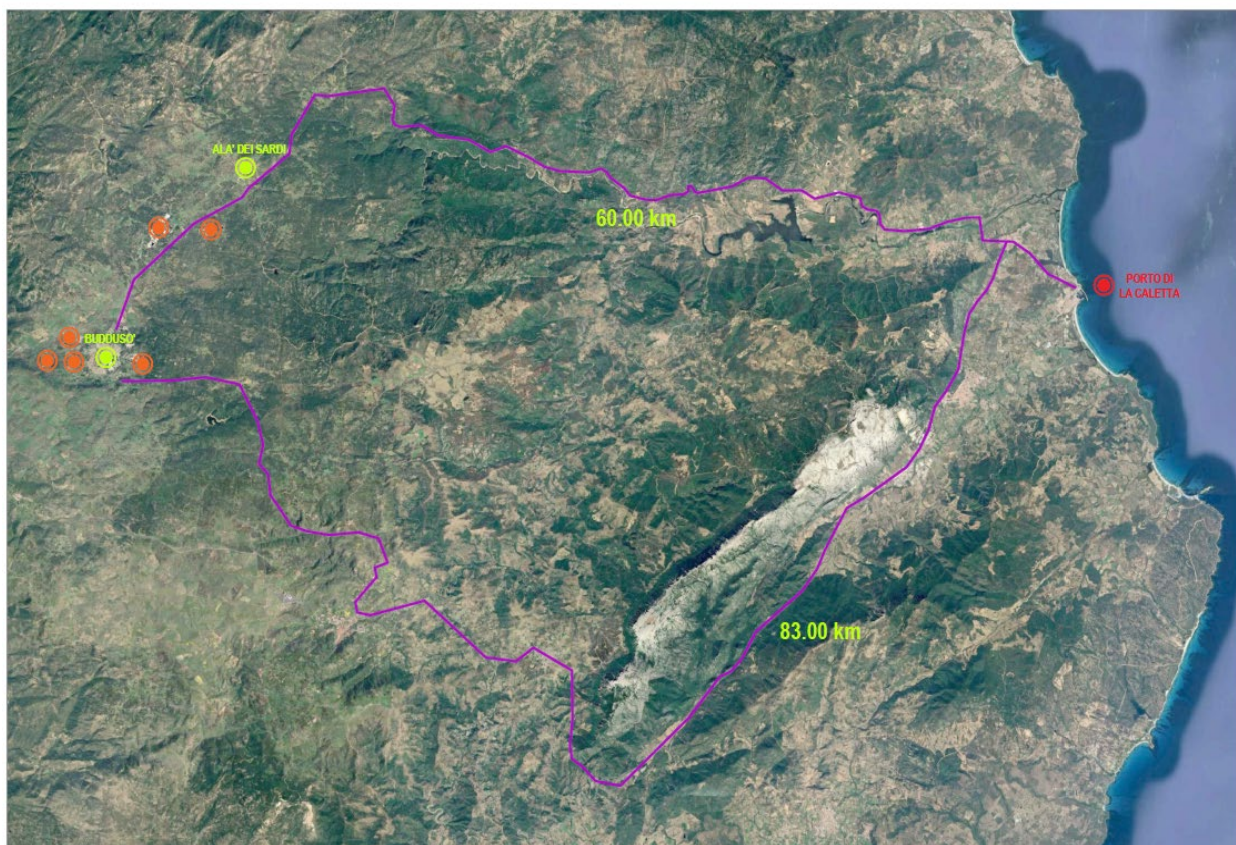 ALA' DEI SARDI
60.00 km
PORTO DI
LA CALETTA
BUDDUSO'
83.00 km